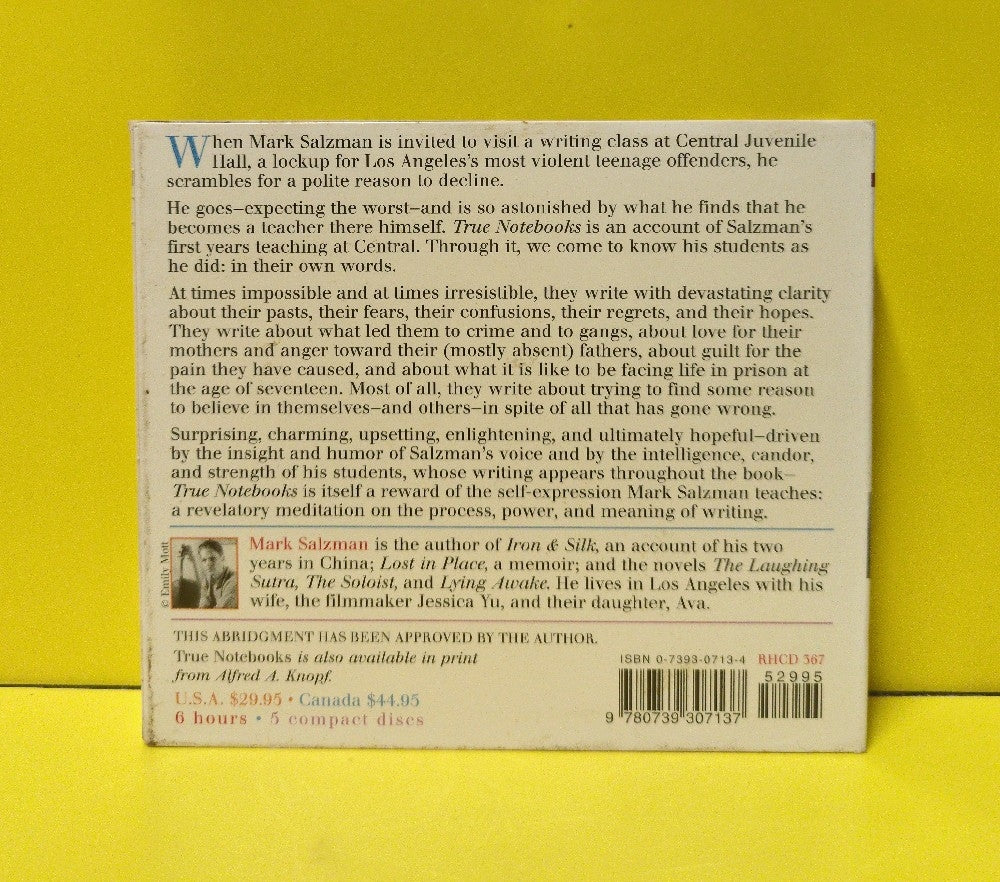 When Mark Salzman is invited to visit a writing class at Central Juvenile
Hall, a lockup for Los Angeles's most violent teenage offenders, he
scrambles for a polite reason to decline.
He goes—expecting the worst—and is so astonished by what he finds that he
becomes a teacher there himself. True Notebooks is an account of Salzman's
first years teaching at Central. Through it, we come to know his students as
he did: in their own words.
At times impossible and at times irresistible, they write with devastating clarity
about their pasts, their fears, their confusions, their regrets, and their hopes.
They write about what led them to crime and to gangs, about love for their
mothers and anger toward their (mostly absent) fathers, about guilt for the
pain they have caused, and about what it is like to be facing life in prison at
the age of seventeen. Most of all, they write about trying to find some reason
to believe in themselves—and others—in spite of all that has gone wrong.
Surprising, charming, upsetting, enlightening, and ultimately hopeful—driven
by the insight and humor of Salzman's voice and by the intelligence, candor,
and strength of his students, whose writing appears throughout the book—
True Notebooks is itself a reward of the self-expression Mark Salzman teaches:
a revelatory meditation on the process, power, and meaning of writing.
© Emily Mott
Mark Salzman is the author of Iron & Silk, an account of his two
years in China; Lost in Place, a memoir; and the novels The Laughing
Sutra, The Soloist, and Lying Awake. He lives in Los Angeles with his
wife, the filmmaker Jessica Yu, and their daughter, Ava.
THIS ABRIDGMENT HAS BEEN APPROVED BY THE AUTHOR.
True Notebooks is also available in print
from Alfred A. Knopf.
U.S.A. $29.95 • Canada $44.95
6 hours • 5 compact discs
ISBN 0-7393-0713-4 RHCD 367
52995
9 780739 307137